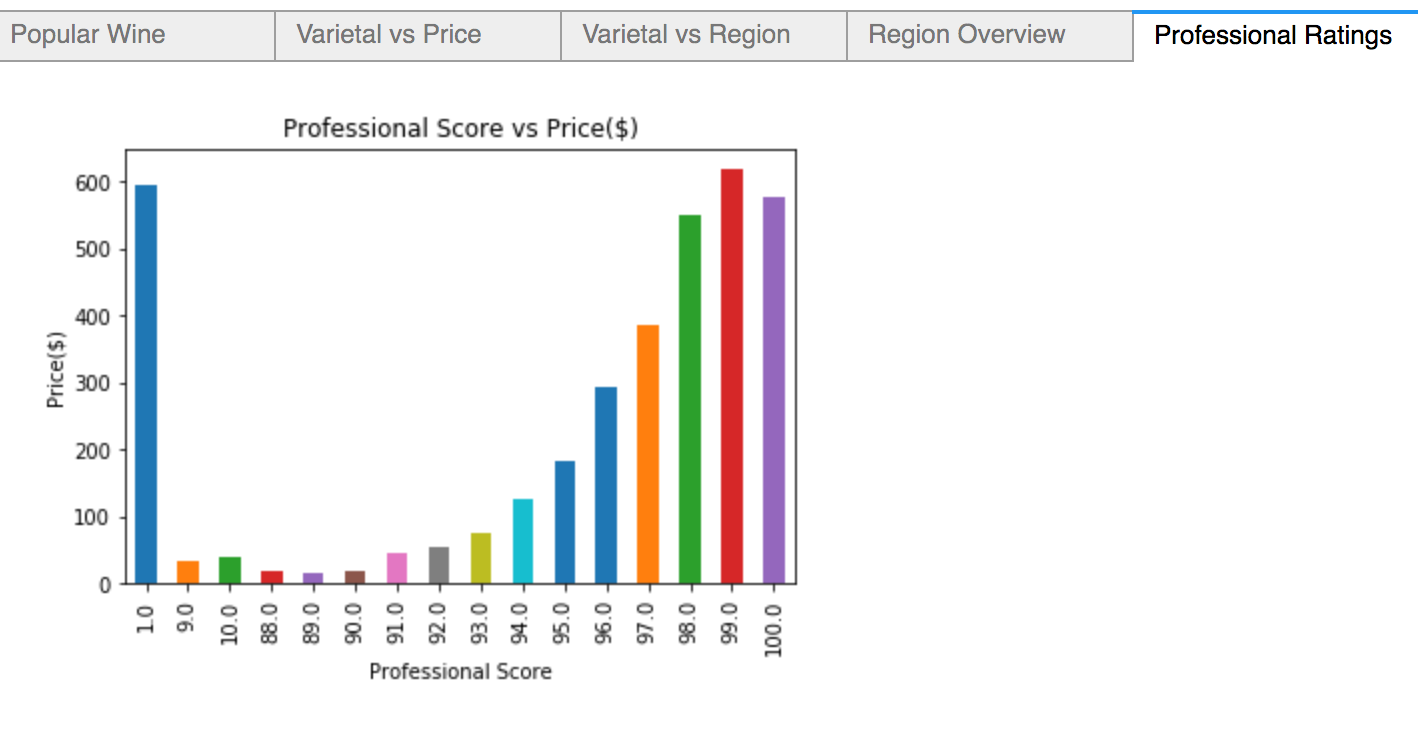 Popular Wine
Varietal vs Price
Varietal vs Region
Region Overview
Professional Ratings
Professional Score vs Price($)
600
500
400
300
200
100
0
Price($)
1.0
9.0
10.0
88.0
89.0
90.0
91.0
92.0
93.0
94.0
95.0
96.0
97.0
98.0
99.0
100.0
Professional Score